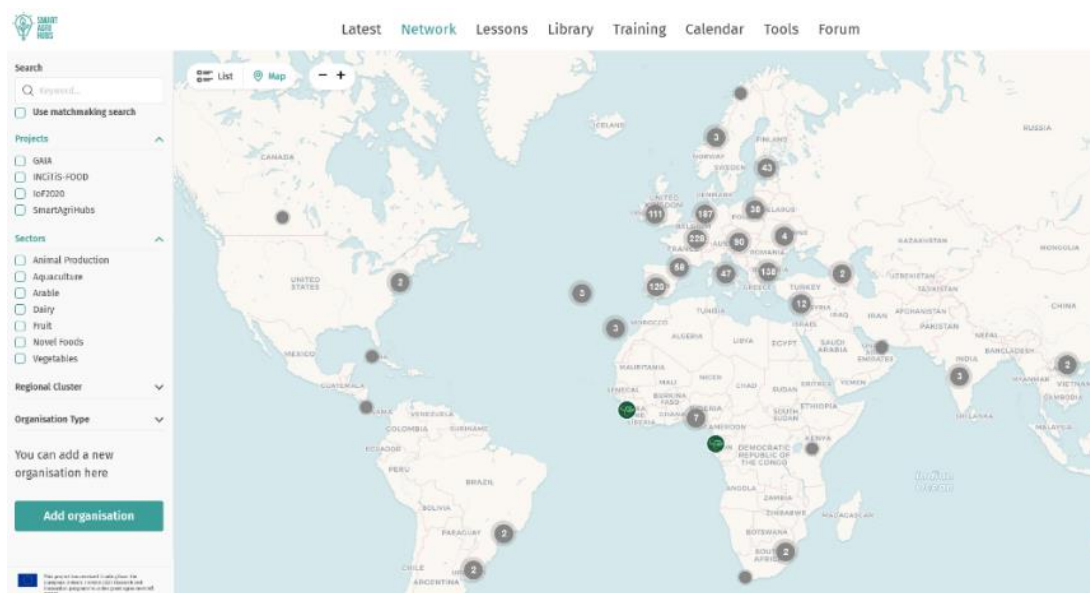 SMART
AGRI
HUBS
Latest Network Lessons Library Training Calendar Tools Forum
Search
Keyword...
Use matchmaking search
Projects
GAIA
INCiTiS-FOOD
IoF2020
SmartAgriHubs
Sectors
Animal Production
Aquaculture
Arable
Dairy
Fruit
Novel Foods
Vegetables
Regional Cluster
Organisation Type
You can add a new
organisation here
Add organisation
List Map − +
ICELAND
RUSSIA
CANADA
3
FINLAND
NORWAY
SWEDEN
43
DENMARK
UNITED
111
187
38
4
228
90
FRANCE
ROMANIA
KAZAKHSTAN
MONGOLIA
58
47
138
2
UNITED
STATES
2
3
120
GREECE
TURKEY
12
UZBEKISTAN
CHINA
TUNISIA
SYRIA
IRAQ
IRAN
AFGHANISTAN
3
MOROCCO
ISRAEL
PAKISTAN
NEPAL
ALGERIA
LIBYA
EGYPT
SAUDI
ARABIA
EMIRATES
BANGLADESH
MEXICO
INDIA
2
MAURITANIA
MYANMAR
VIETNAM
3
MALI
NIGER
CHAD
SUDAN
ERITREA
YEMEN
GUATEMALA
SENEGAL
BURKINA
FASO
CAMBODIA
7
SOUTH
SUDAN
ETHIOPIA
SRI LANKA
VENEZUELA
LIBERIA
GHANA
CAMEROON
COLOMBIA
SURINAME
MALAYSIA
KENYA
ECUADOR
DEMOCRATIC
REPUBLIC OF
THE CONGO
PERU
BRAZIL
Indian
Ocean
ANGOLA
ZAMBIA
BOLIVIA
ZIMBABWE
MADAGASCAR
PARAGUAY
2
BOTSWANA
CHILE
2
SOUTH
AFRICA
2
ARGENTINA